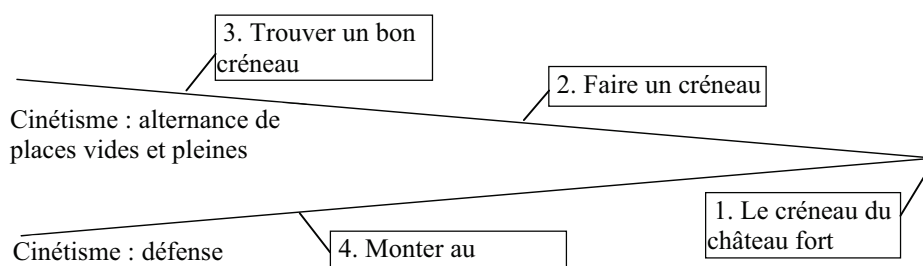 3. Trouver un bon
créneau
2. Faire un créneau
Cinétisme : alternance de
places vides et pleines
1. Le créneau du
château fort
Cinétisme : défense
4. Monter au